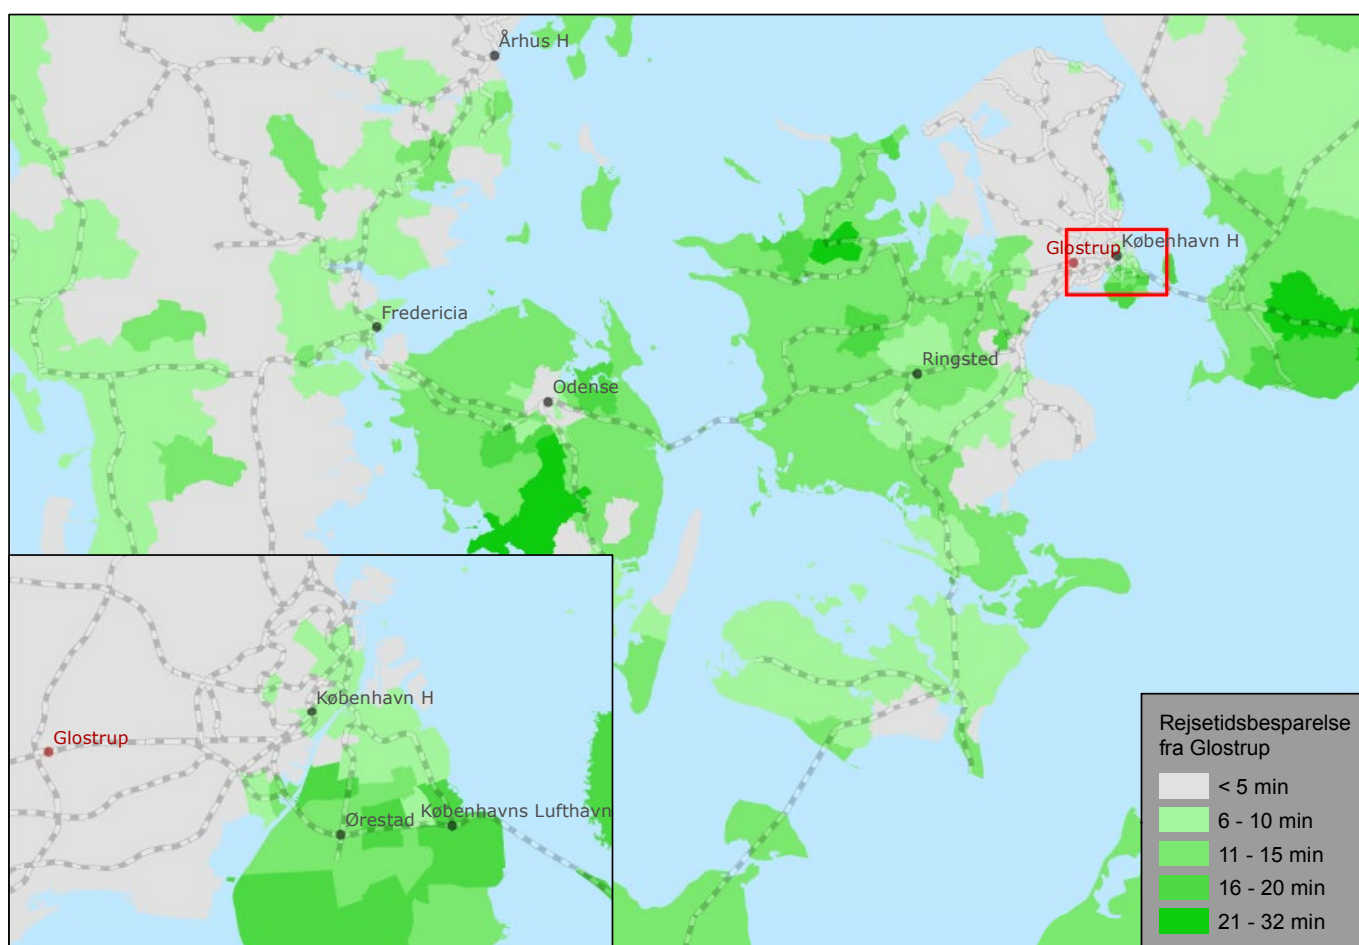 Århus H
København H
Glostrup
Fredericia
Ringsted
Odense
København H
Glostrup
Københavns Lufthavn
Ørestad
Rejsetidsbesparelse
fra Glostrup
< 5 min
6 - 10 min
11 - 15 min
16 - 20 min
21 - 32 min